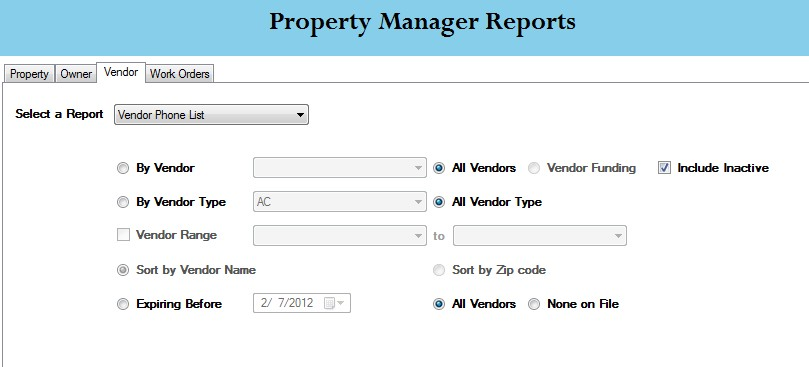 Property Manager Reports
Property Owner Vendor Work Orders
Select a Report Vendor Phone List
By Vendor All Vendors Vendor Funding Include Inactive
By Vendor Type AC All Vendor Type
Vendor Range to
Sort by Vendor Name Sort by Zip code
Expiring Before 2/ 7/2012 All Vendors None on File